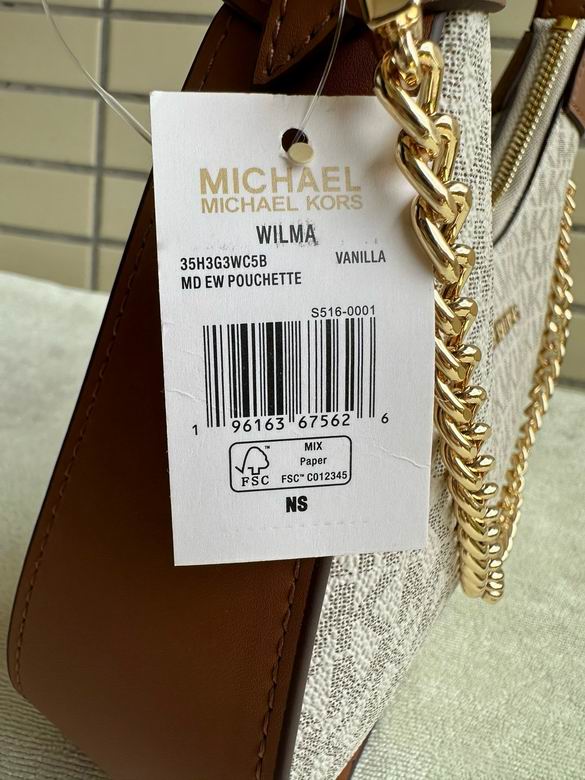 MICHAEL
MICHAEL KORS
WILMA
35H3G3WC5B VANILLA
MD EW POUCHETTE
S516-0001
1 96163 67562 6
FSC™
MIX
Paper
FSC™ C012345
NS